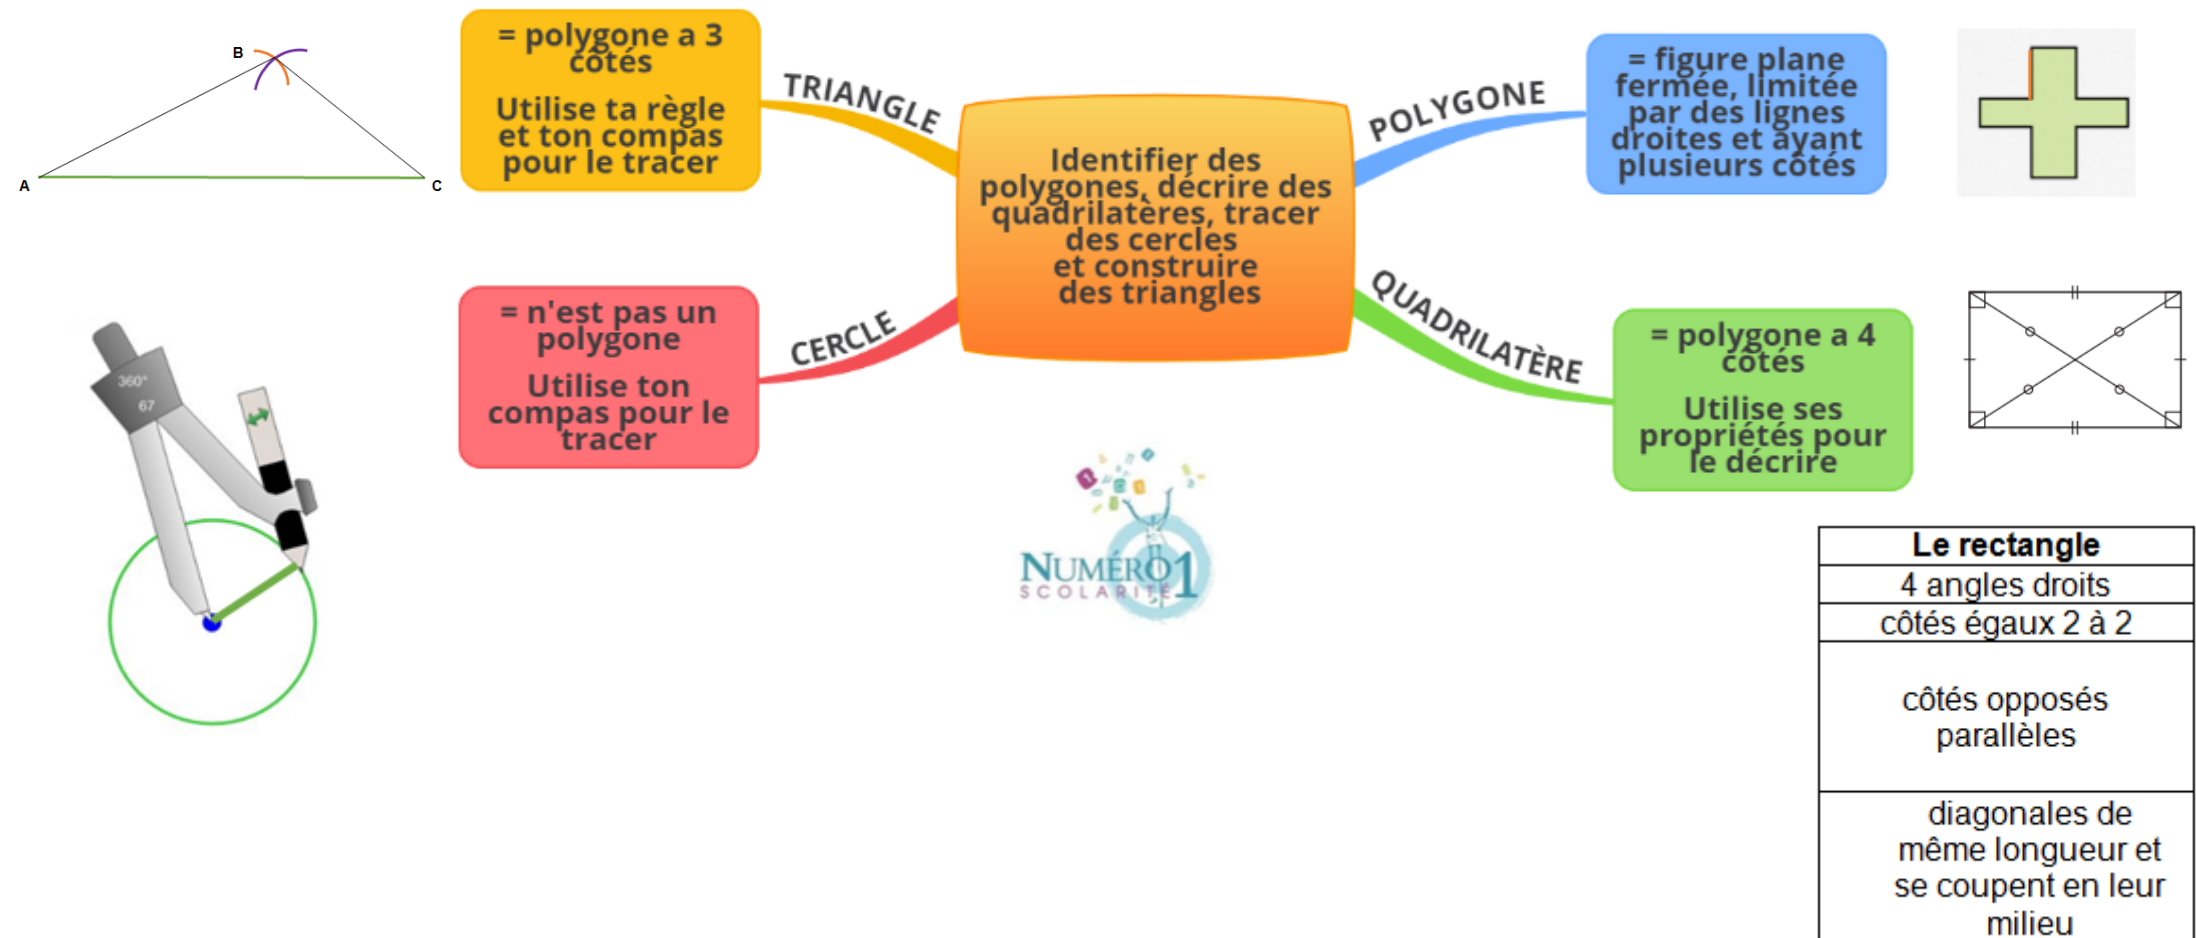 B
A
C
= polygone a 3
côtés
Utilise ta règle
et ton compas
pour le tracer
TRIANGLE
Identifier des
polygones, décrire des
quadrilatères, tracer
des cercles
et construire
des triangles
POLYGONE
= figure plane
fermée, limitée
par des lignes
droites et ayant
plusieurs côtés
= n'est pas un
polygone
Utilise ton
compas pour le
tracer
CERCLE
QUADRILATÈRE
= polygone a 4
côtés
Utilise ses
propriétés pour
le décrire
360°
67
NUMÉRO1
SCOLARITÉ
Le rectangle
4 angles droits
côtés égaux 2 à 2
côtés opposés
parallèles
diagonales de
même longueur et
se coupent en leur
milieu